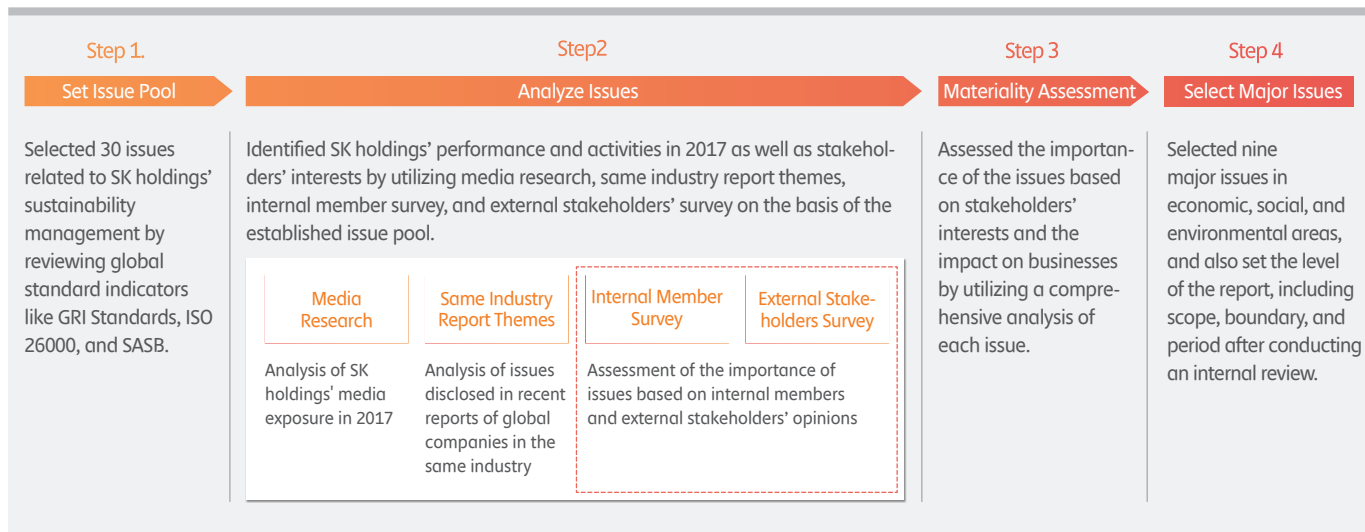 Step 1.
Set Issue Pool
Selected 30 issues
related to SK holdings'
sustainability
management by
reviewing global
standard indicators
like GRI Standards, ISO
26000, and SASB.
Step2
Analyze Issues
Identified SK holdings’ performance and activities in 2017 as well as stakehol-
ders’ interests by utilizing media research, same industry report themes,
internal member survey, and external stakeholders’ survey on the basis of the
established issue pool.
Media
Research
Analysis of SK
holdings' media
exposure in 2017
Same Industry
Report Themes
Analysis of issues
disclosed in recent
reports of global
companies in the
same industry
Internal Member
Survey
External Stake-
holders Survey
Assessment of the importance of
issues based on internal members
and external stakeholders’ opinions
Step 3
Materiality Assessment
Assessed the importan-
ce of the issues based
on stakeholders’
interests and the
impact on businesses
by utilizing a compre-
hensive analysis of
each issue.
Step 4
Select Major Issues
Selected nine
major issues in
economic, social, and
environmental areas,
and also set the level
of the report, including
scope, boundary, and
period after conducting
an internal review.